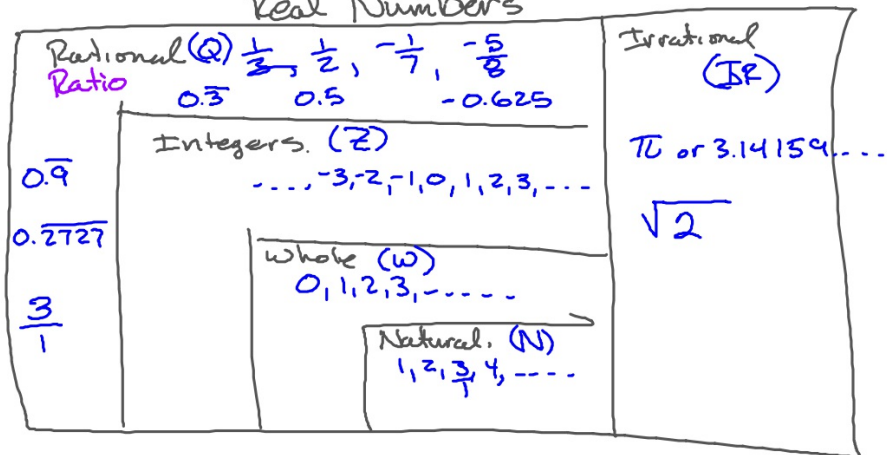 Real Numbers
Rational (Q) 1/3, 1/2, -1/7, -5/8
Ratio
0.3̅ 0.5 -0.625
Irrational
(IR)
Integers. (Z)
...., -3, -2, -1, 0, 1, 2, 3, ---
π or 3.14159....
0.9̅
0.2̅7̅2̅7̅
√2
Whole (W)
0, 1, 2, 3, -----
3/1
Natural. (N)
1, 2, 3/1, 4, ----